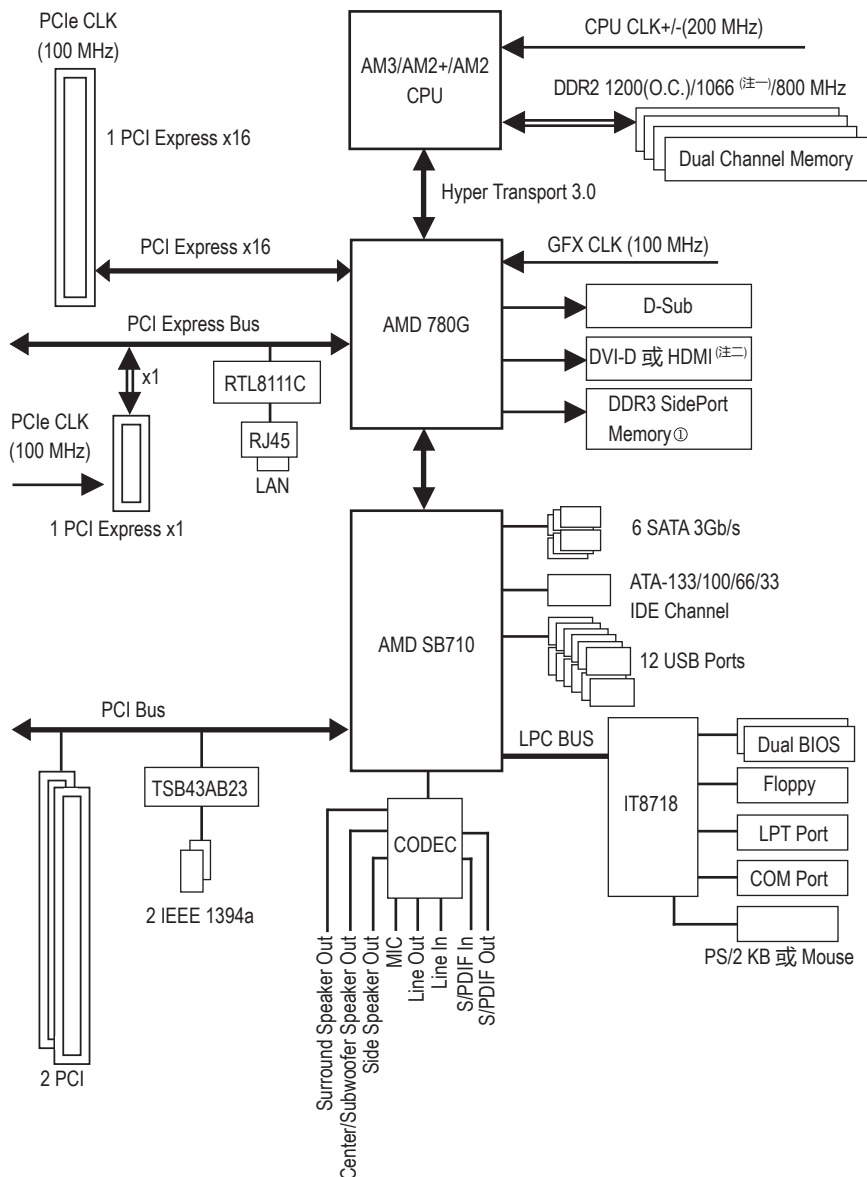 PCIe CLK
(100 MHz)
1 PCI Express x16
AM3/AM2+/AM2
CPU
CPU CLK+/-(200 MHz)
DDR2 1200(O.C.)/1066 (注一)/800 MHz
Dual Channel Memory
Hyper Transport 3.0
PCI Express x16
GFX CLK (100 MHz)
AMD 780G
D-Sub
PCI Express Bus
DVI-D 或 HDMI (注二)
x1
RTL8111C
DDR3 SidePort
Memory①
PCIe CLK
(100 MHz)
RJ45
LAN
1 PCI Express x1
6 SATA 3Gb/s
ATA-133/100/66/33
IDE Channel
AMD SB710
12 USB Ports
PCI Bus
LPC BUS
Dual BIOS
TSB43AB23
IT8718
Floppy
CODEC
LPT Port
COM Port
2 IEEE 1394a
PS/2 KB 或 Mouse
2 PCI
Surround Speaker Out
Center/Subwoofer Speaker Out
Side Speaker Out
MIC
Line Out
Line In
S/PDIF In
S/PDIF Out